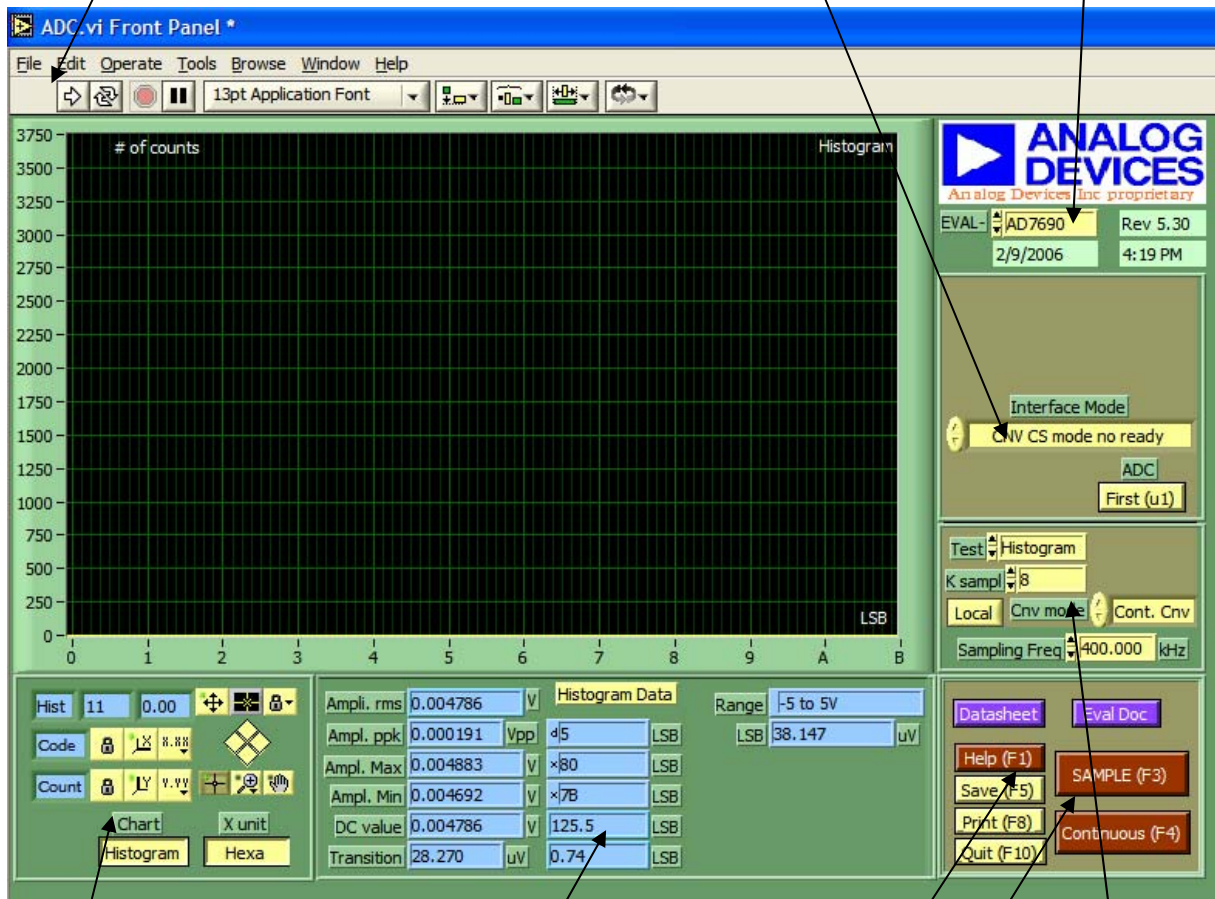 ADC.vi Front Panel *
File Edit Operate Tools Browse Window Help
13pt Application Font
# of counts
Histogram
3750
3500
3250
3000
2750
2500
2250
2000
1750
1500
1250
1000
750
500
250
0
LSB
0 1 2 3 4 5 6 7 8 9 A B
ANALOG
DEVICES
Analog Devices Inc proprietary
EVAL- AD7690 Rev 5.30
2/9/2006 4:19 PM
Interface Mode
CNV CS mode no ready
ADC
First (u1)
Test Histogram
K sampl 8
Local Cnv mode Cont. Cnv
Sampling Freq 400.000 kHz
Hist 11 0.00
Code X 8.88
Count Y Y.YY
Chart X unit
Histogram Hexa
Histogram Data
Ampli. rms 0.004786 V
Ampl. ppk 0.000191 Vpp d 5 LSB
Ampl. Max 0.004883 V x 80 LSB
Ampl. Min 0.004692 V x 7B LSB
DC value 0.004786 V 125.5 LSB
Transition 28.270 uV 0.74 LSB
Range -5 to 5V
LSB 38.147 uV
Datasheet Eval Doc
Help (F1)
Save (F5)
Print (F8)
Quit (F10)
SAMPLE (F3)
Continuous (F4)